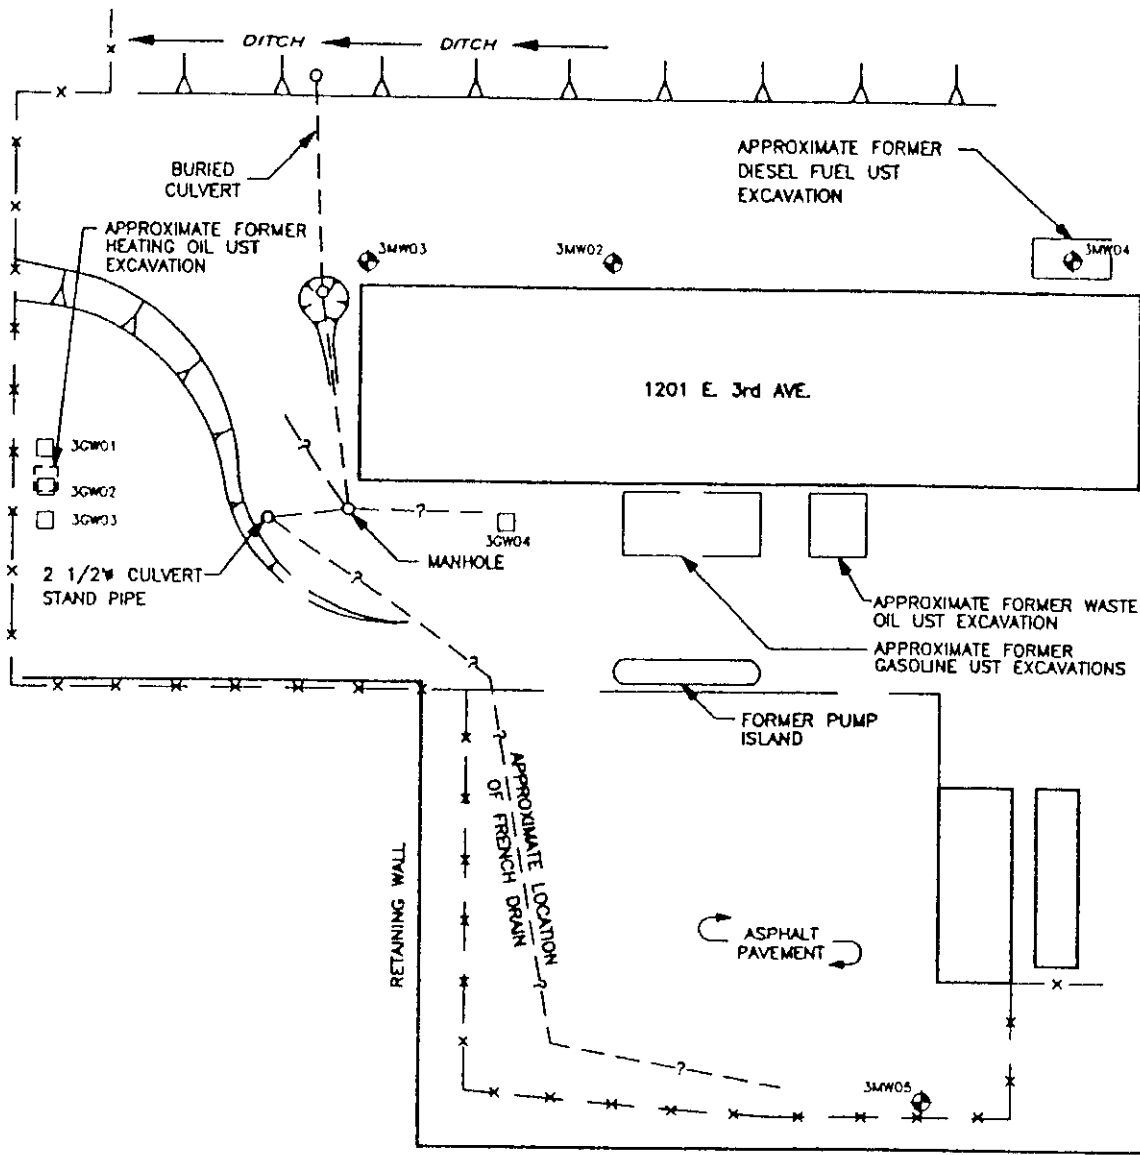 DITCH
DITCH
BURIED
CULVERT
APPROXIMATE FORMER
DIESEL FUEL UST
EXCAVATION
APPROXIMATE FORMER
HEATING OIL UST
EXCAVATION
3MW03
3MW02
3MW04
1201 E. 3rd AVE.
3GW01
3GW02
3GW03
3GW04
MANHOLE
2 1/2" CULVERT
STAND PIPE
APPROXIMATE FORMER WASTE
OIL UST EXCAVATION
APPROXIMATE FORMER
GASOLINE UST EXCAVATIONS
FORMER PUMP
ISLAND
APPROXIMATE LOCATION
OF FRENCH DRAIN
RETAINING WALL
ASPHALT
PAVEMENT
3MW05